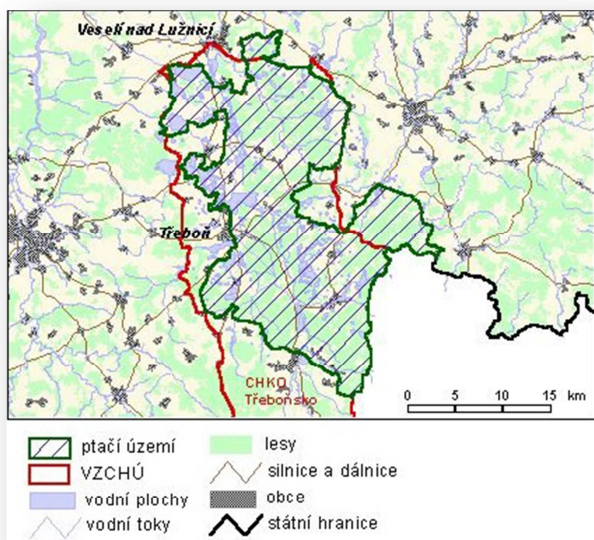 Veselí nad Lužnicí
Třeboň
CHKO
Třeboňsko
0 5 10 15 km
ptačí území
lesy
VZCHÚ
silnice a dálnice
vodní plochy
obce
vodní toky
státní hranice